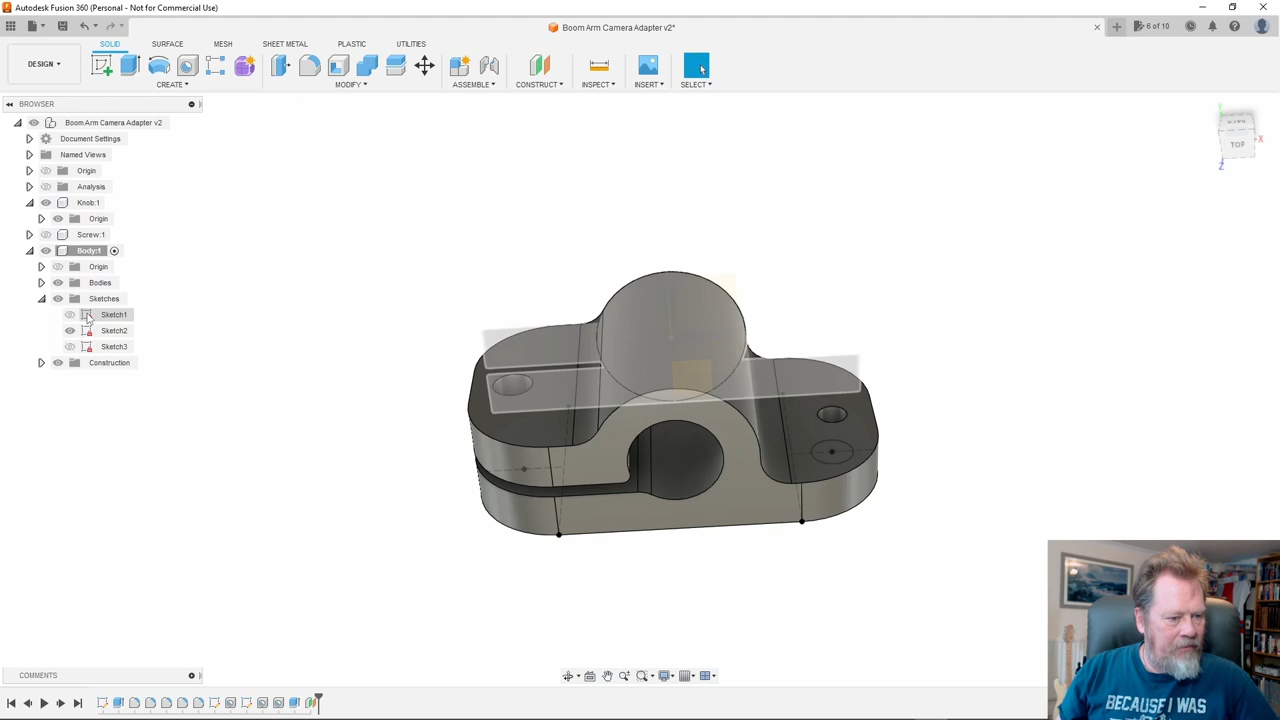 Autodesk Fusion 360 (Personal - Not for Commercial Use)
Boom Arm Camera Adapter v2*
6 of 10
SOLID SURFACE MESH SHEET METAL PLASTIC UTILITIES
DESIGN
CREATE MODIFY ASSEMBLE CONSTRUCT INSPECT INSERT SELECT
BROWSER
Boom Arm Camera Adapter v2
Document Settings
Named Views
Origin
Analysis
Knob:1
Origin
Screw:1
Body:1
Origin
Bodies
Sketches
Sketch1
Sketch2
Sketch3
Construction
BACK
TOP
X
Z
COMMENTS
BECAUSE I WAS